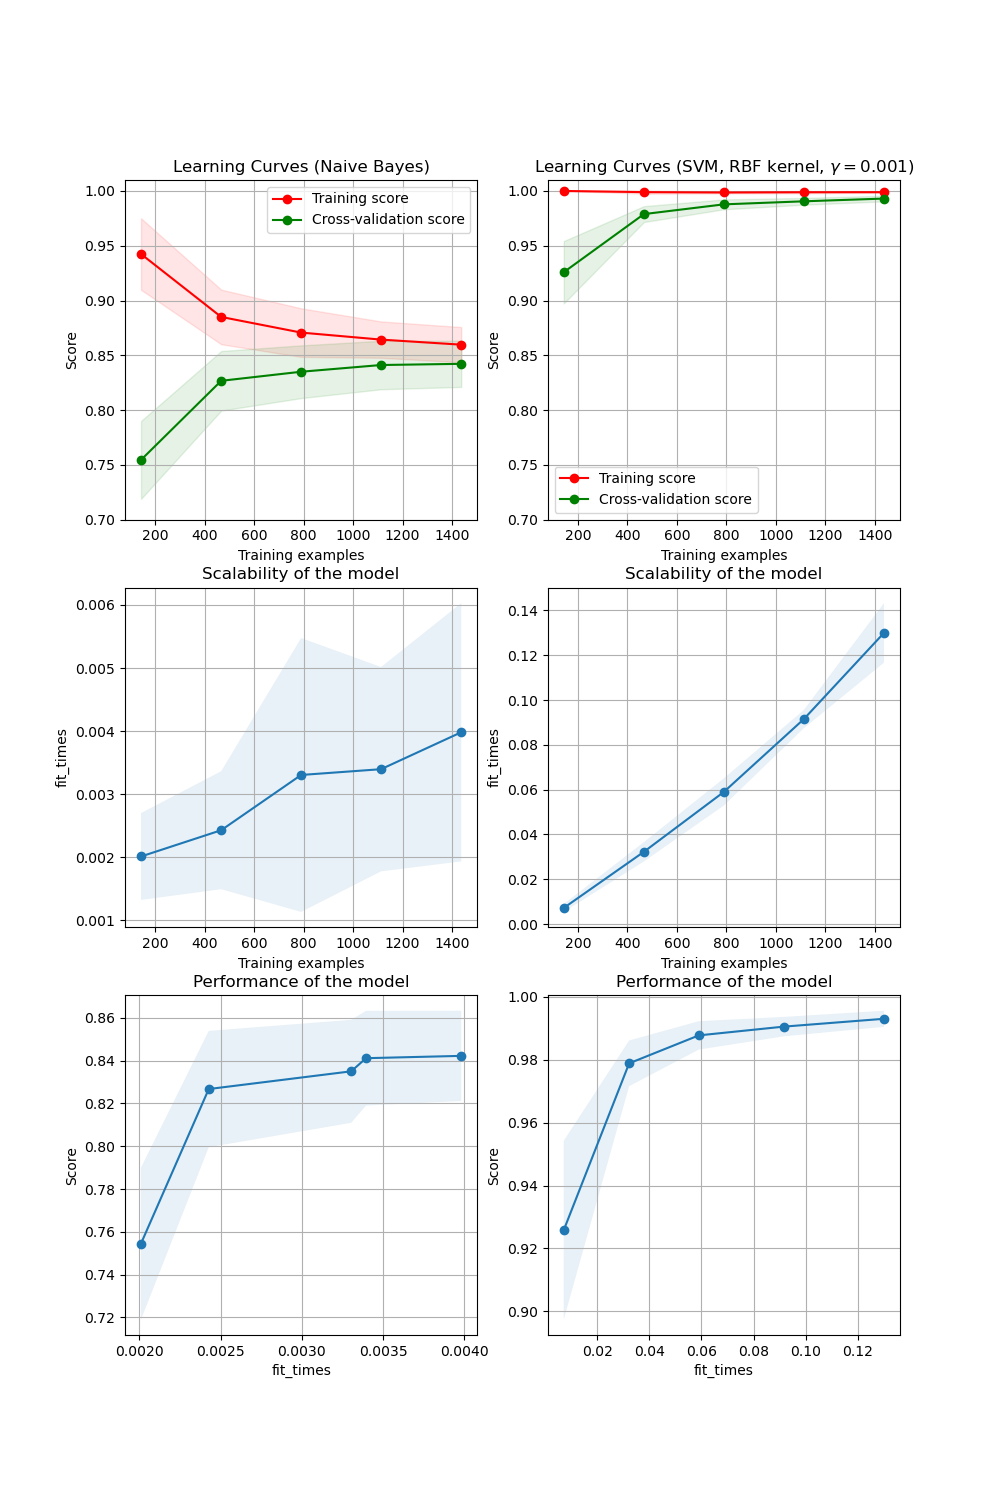 Learning Curves (Naive Bayes)
1.00
0.95
0.90
0.85
0.80
0.75
0.70
Score
Training score
Cross-validation score
200 400 600 800 1000 1200 1400
Training examples
Learning Curves (SVM, RBF kernel, γ = 0.001)
1.00
0.95
0.90
0.85
0.80
0.75
0.70
Score
Training score
Cross-validation score
200 400 600 800 1000 1200 1400
Training examples
Scalability of the model
0.006
0.005
0.004
0.003
0.002
0.001
fit_times
200 400 600 800 1000 1200 1400
Training examples
Scalability of the model
0.14
0.12
0.10
0.08
0.06
0.04
0.02
0.00
fit_times
200 400 600 800 1000 1200 1400
Training examples
Performance of the model
0.86
0.84
0.82
0.80
0.78
0.76
0.74
0.72
Score
0.0020 0.0025 0.0030 0.0035 0.0040
fit_times
Performance of the model
1.00
0.98
0.96
0.94
0.92
0.90
Score
0.02 0.04 0.06 0.08 0.10 0.12
fit_times